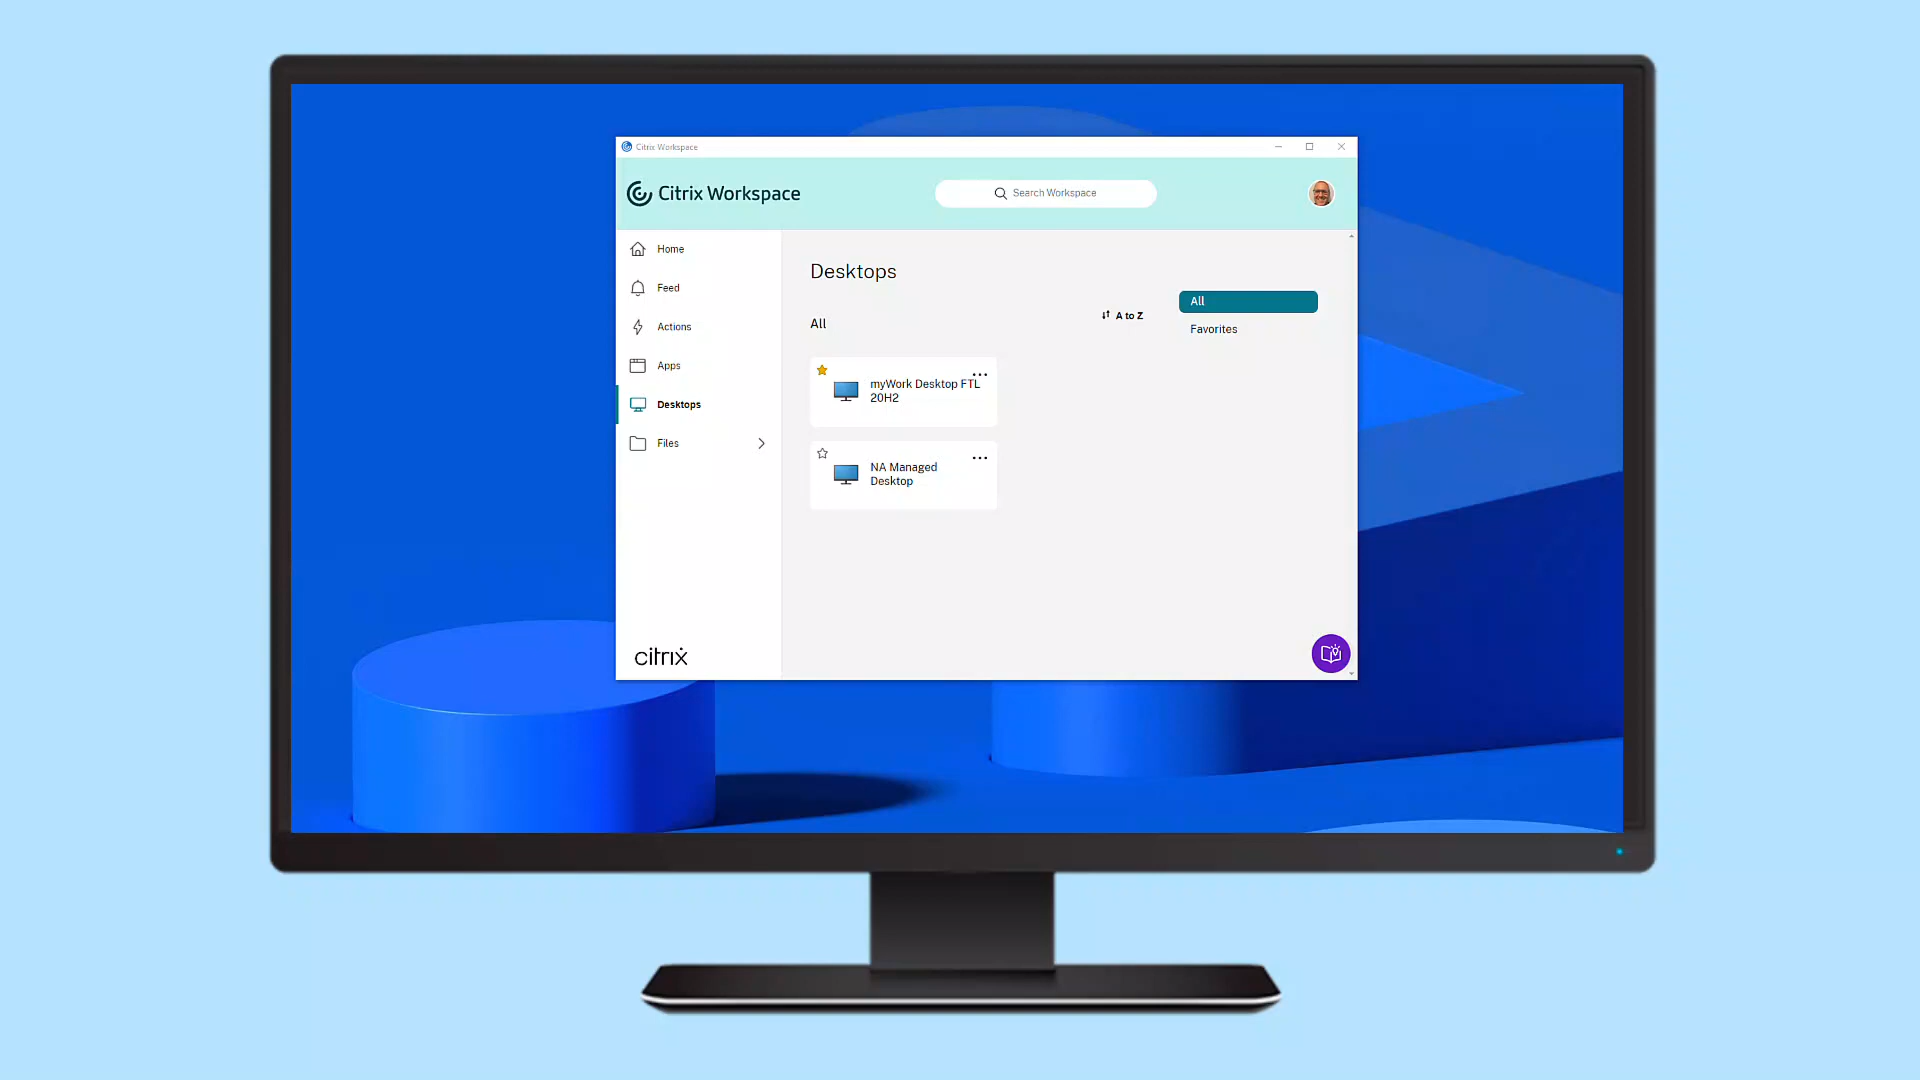 Citrix Workspace
Citrix Workspace
Search Workspace
Home
Feed
Actions
Apps
Desktops
Files
citrix
Desktops
All
A to Z
All
Favorites
myWork Desktop FTL
20H2
NA Managed
Desktop